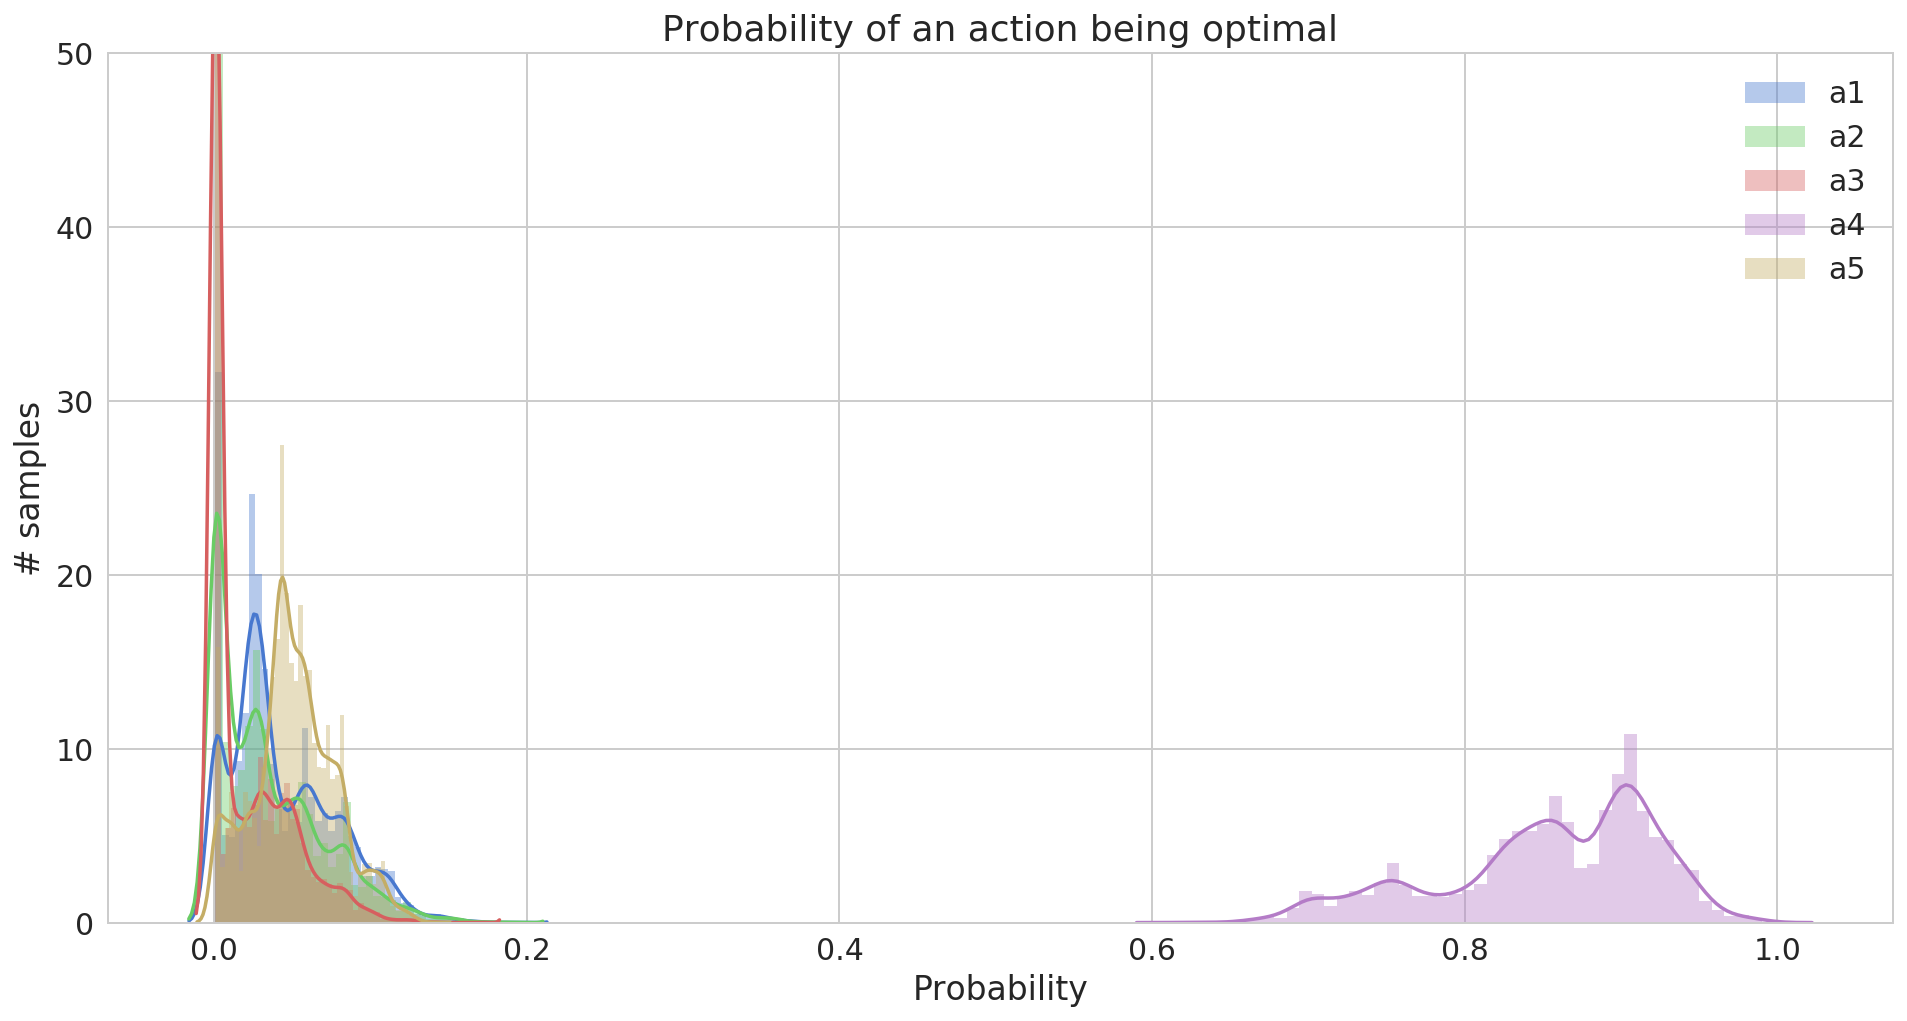 Probability of an action being optimal
50
40
30
20
10
0
# samples
a1
a2
a3
a4
a5
0.0 0.2 0.4 0.6 0.8 1.0
Probability